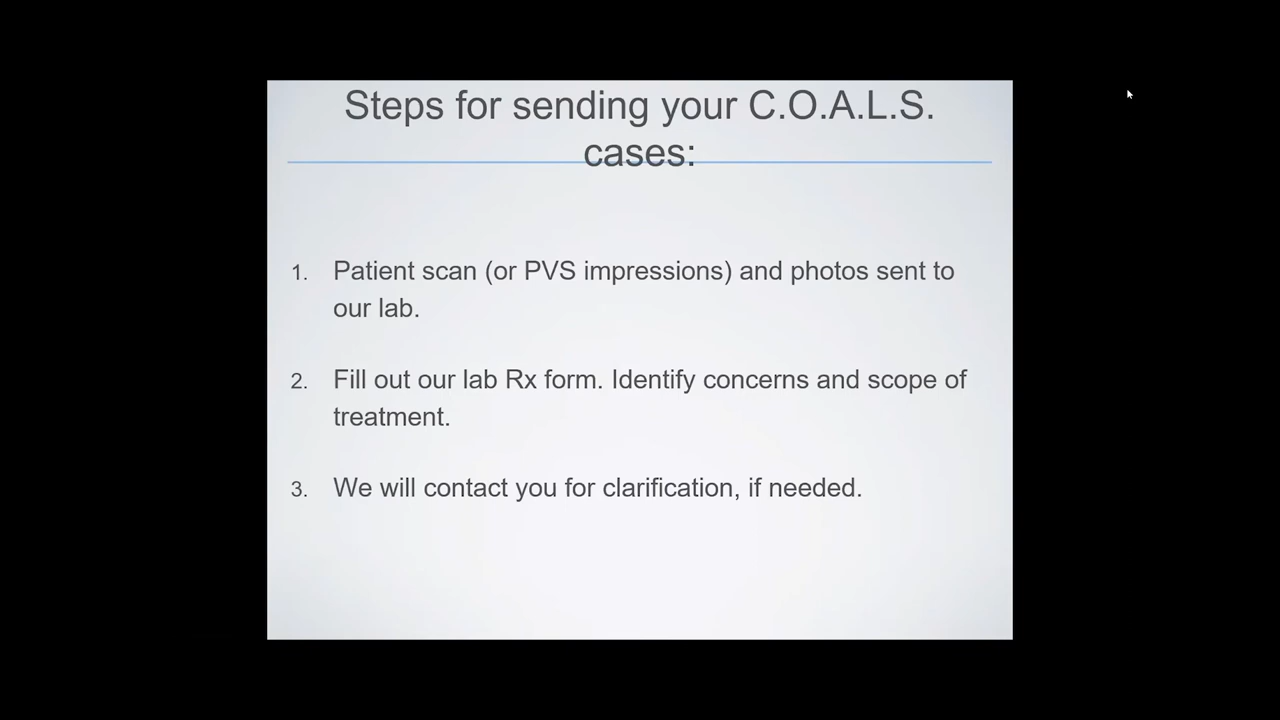 Steps for sending your C.O.A.L.S.
cases:
1. Patient scan (or PVS impressions) and photos sent to
our lab.
2. Fill out our lab Rx form. Identify concerns and scope of
treatment.
3. We will contact you for clarification, if needed.